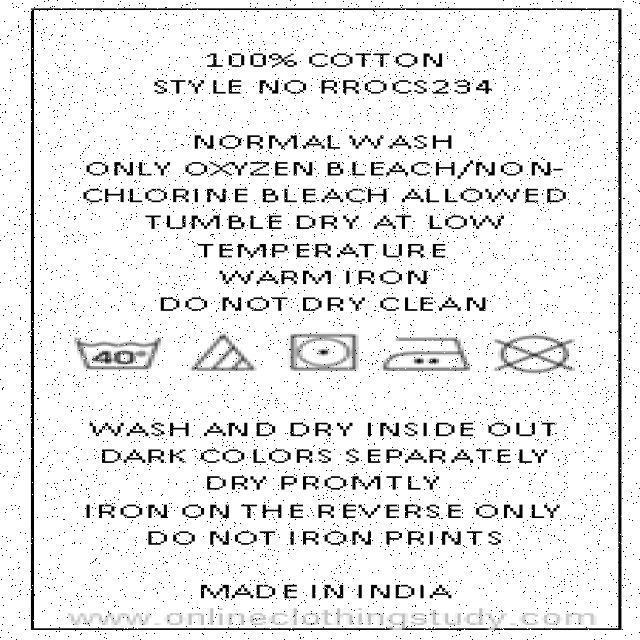 100% COTTON
STYLE NO RROCS234
NORMAL WASH
ONLY OXYZEN BLEACH/NON-
CHLORINE BLEACH ALLOWED
TUMBLE DRY AT LOW
TEMPERATURE
WARM IRON
DO NOT DRY CLEAN
40°
WASH AND DRY INSIDE OUT
DARK COLORS SEPARATELY
DRY PROMTLY
IRON ON THE REVERSE ONLY
DO NOT IRON PRINTS
MADE IN INDIA
www.onlineclothingstudy.com